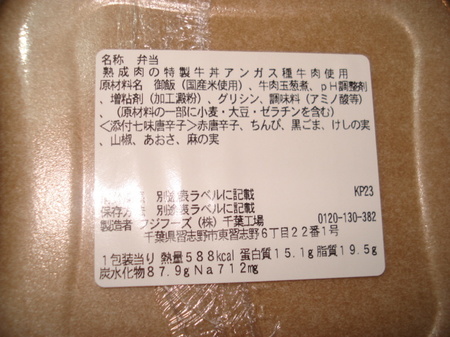 名称 弁当
熟成肉の特製牛丼アンガス種牛肉使用
原材料名 御飯(国産米使用)、牛肉玉葱煮、pH調整剤
、増粘剤(加工澱粉)、グリシン、調味料(アミノ酸等)
、(原材料の一部に小麦・大豆・ゼラチンを含む)
<添付七味唐辛子>赤唐辛子、ちんぴ、黒ごま、けしの実
、山椒、あおさ、麻の実
別途表ラベルに記載 KP23
保存方法 別途表ラベルに記載
製造者 フジフーズ(株)千葉工場 0120-130-382
千葉県習志野市東習志野6丁目22番1号
1包装当り 熱量588kcal 蛋白質15.1g 脂質19.5g
炭水化物87.9g Na712mg